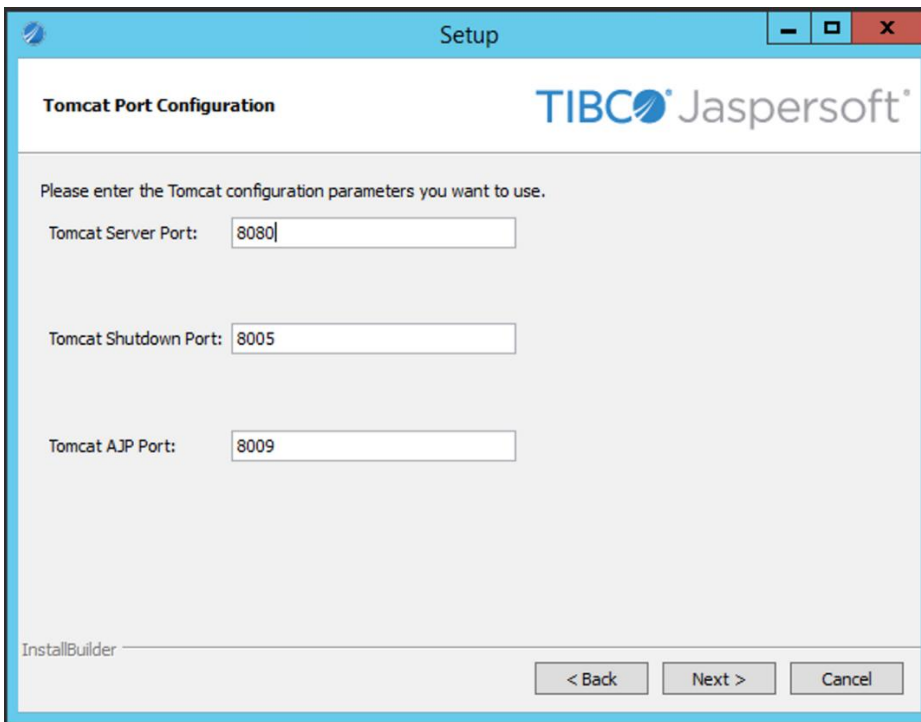 Setup
Tomcat Port Configuration
TIBCO® Jaspersoft®
Please enter the Tomcat configuration parameters you want to use.
Tomcat Server Port: 8080
Tomcat Shutdown Port: 8005
Tomcat AJP Port: 8009
InstallBuilder
< Back Next > Cancel